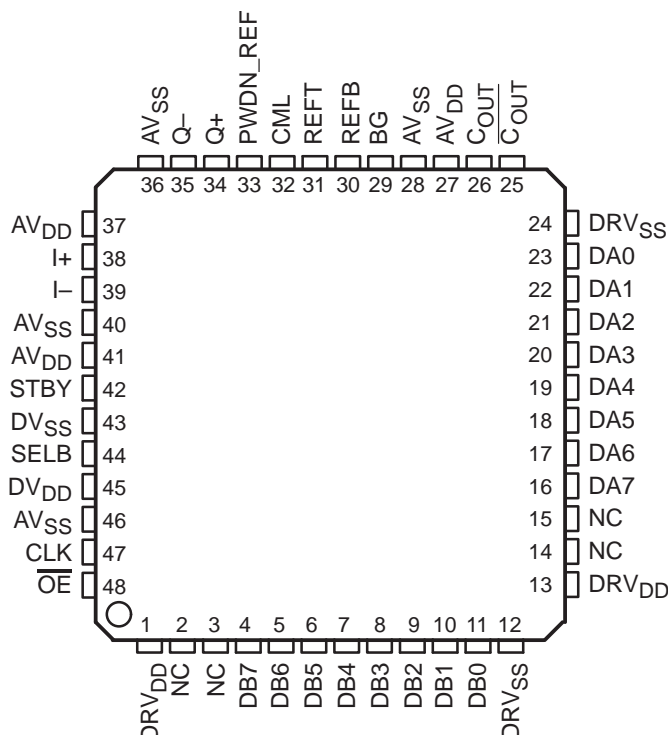 AVSS
Q–
Q+
PWDN_REF
CML
REFT
REFB
BG
AVSS
AVDD
COUT
COUT
36 35 34 33 32 31 30 29 28 27 26 25
AVDD 37
I+ 38
I– 39
AVSS 40
AVDD 41
STBY 42
DVSS 43
SELB 44
DVDD 45
AVSS 46
CLK 47
OE 48
24 DRVSS
23 DA0
22 DA1
21 DA2
20 DA3
19 DA4
18 DA5
17 DA6
16 DA7
15 NC
14 NC
13 DRVDD
1 2 3 4 5 6 7 8 9 10 11 12
DRVDD
NC
NC
DB7
DB6
DB5
DB4
DB3
DB2
DB1
DB0
DRVSS